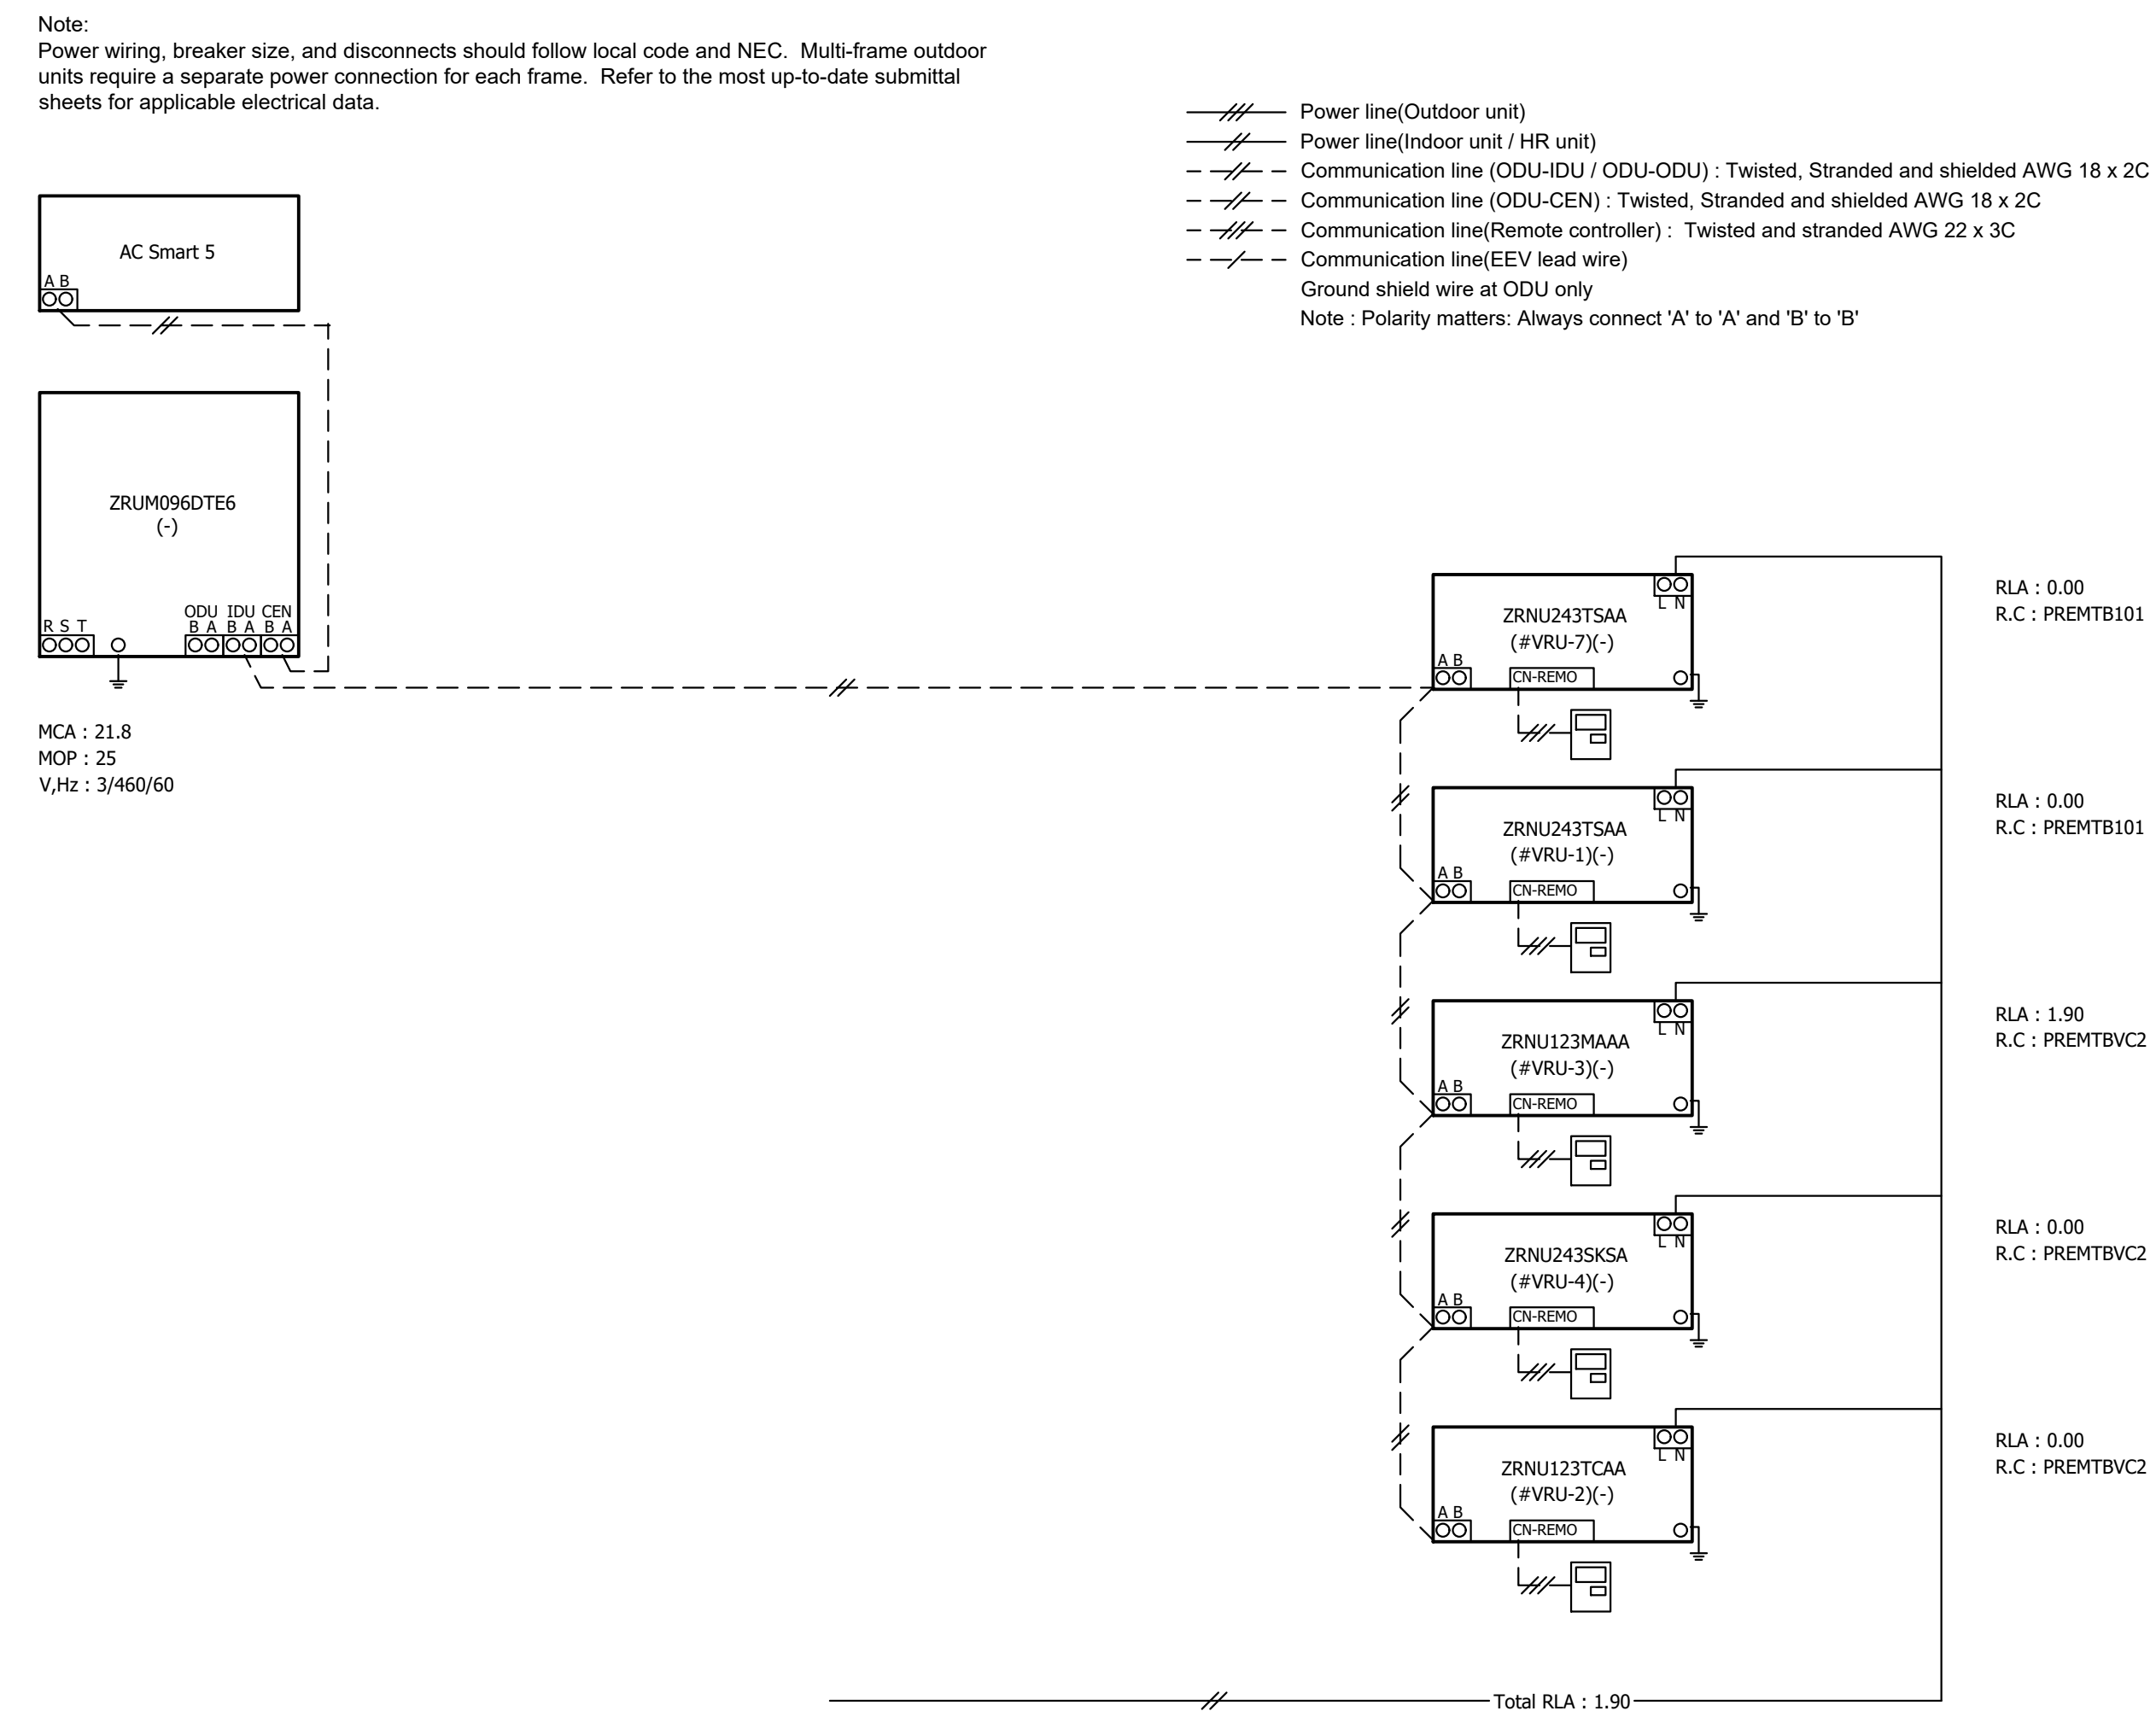 Note:
Power wiring, breaker size, and disconnects should follow local code and NEC.  Multi-frame outdoor
units require a separate power connection for each frame.  Refer to the most up-to-date submittal
sheets for applicable electrical data.
Power line(Outdoor unit)
Power line(Indoor unit / HR unit)
Communication line (ODU-IDU / ODU-ODU) : Twisted, Stranded and shielded AWG 18 x 2C
Communication line (ODU-CEN) : Twisted, Stranded and shielded AWG 18 x 2C
Communication line(Remote controller) :  Twisted and stranded AWG 22 x 3C
Communication line(EEV lead wire)
Ground shield wire at ODU only
Note : Polarity matters: Always connect 'A' to 'A' and 'B' to 'B'
AC Smart 5
A B
ZRUM096DTE6
(-)
ODU IDU CEN
R S T B A B A B A
MCA : 21.8
MOP : 25
V,Hz : 3/460/60
L N
ZRNU243TSAA
(#VRU-7)(-)
A B
CN-REMO
RLA : 0.00
R.C : PREMTB101
L N
ZRNU243TSAA
(#VRU-1)(-)
A B
CN-REMO
RLA : 0.00
R.C : PREMTB101
L N
ZRNU123MAAA
(#VRU-3)(-)
A B
CN-REMO
RLA : 1.90
R.C : PREMTBVC2
L N
ZRNU243SKSA
(#VRU-4)(-)
A B
CN-REMO
RLA : 0.00
R.C : PREMTBVC2
L N
ZRNU123TCAA
(#VRU-2)(-)
A B
CN-REMO
RLA : 0.00
R.C : PREMTBVC2
Total RLA : 1.90